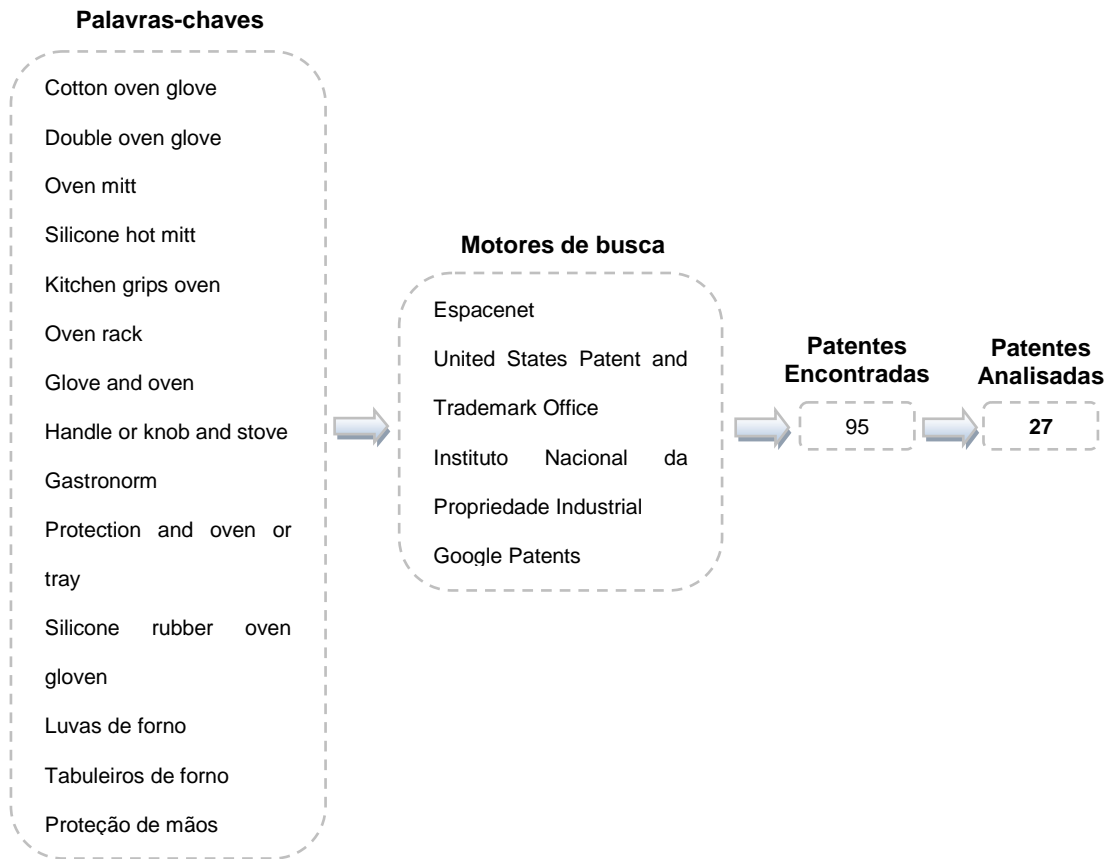 Palavras-chaves
Cotton oven glove
Double oven glove
Oven mitt
Silicone hot mitt
Kitchen grips oven
Oven rack
Glove and oven
Handle or knob and stove
Gastronorm
Protection and oven or
tray
Silicone rubber oven
gloven
Luvas de forno
Tabuleiros de forno
Proteção de mãos
Motores de busca
Espacenet
United States Patent and
Trademark Office
Instituto Nacional da
Propriedade Industrial
Google Patents
Patentes
Encontradas
95
Patentes
Analisadas
27